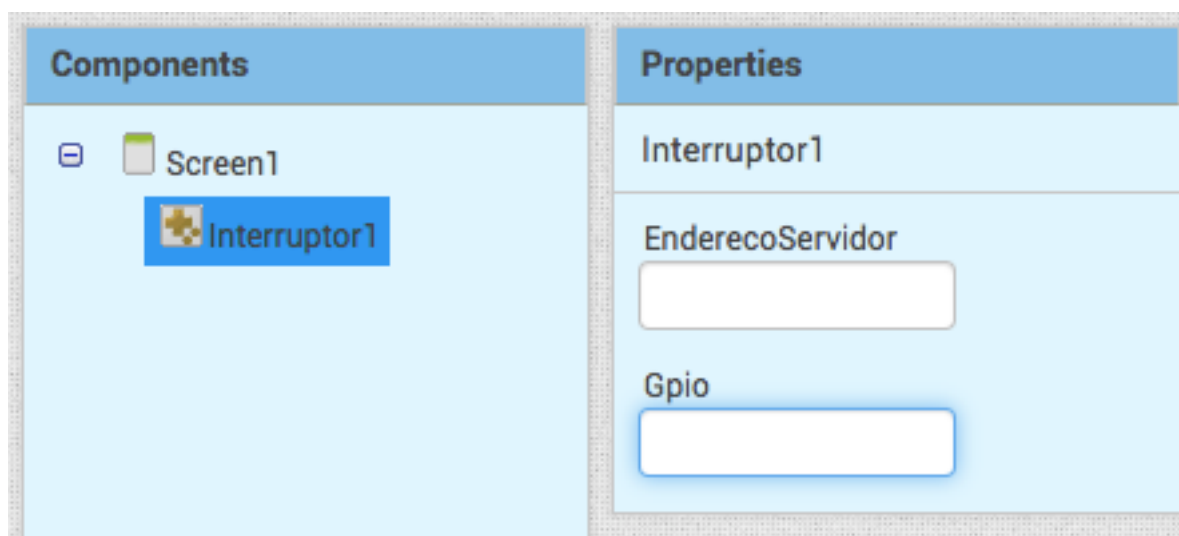 Components
Screen1
Interruptor1
Properties
Interruptor1
EnderecoServidor
Gpio